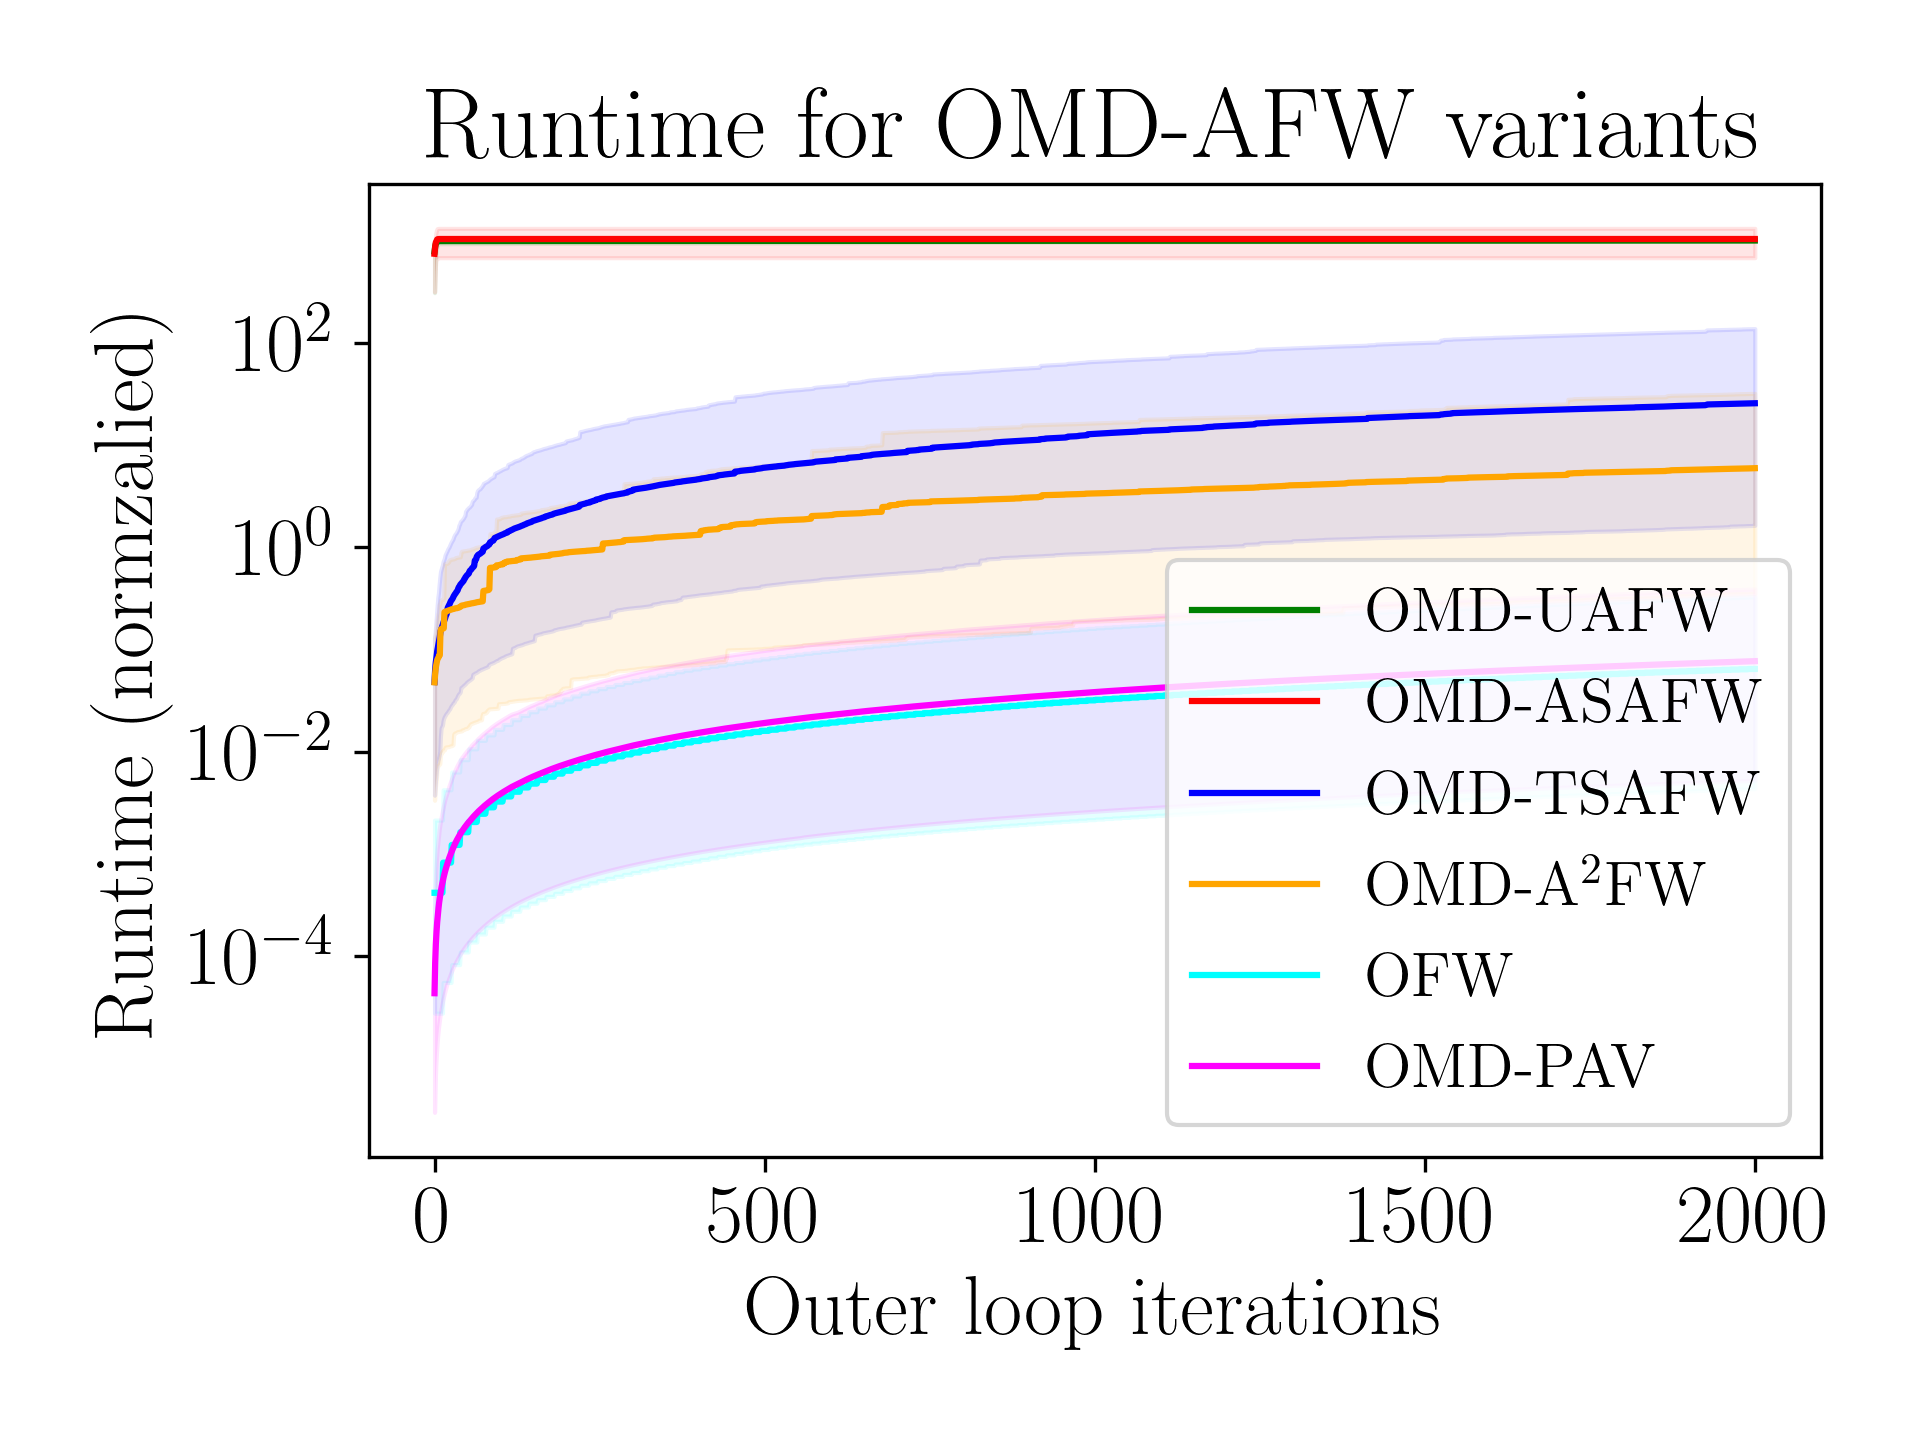 Runtime for OMD-AFW variants
Runtime (normzalied)
10²
10⁰
10⁻²
10⁻⁴
OMD-UAFW
OMD-ASAFW
OMD-TSAFW
OMD-A²FW
OFW
OMD-PAV
0 500 1000 1500 2000
Outer loop iterations